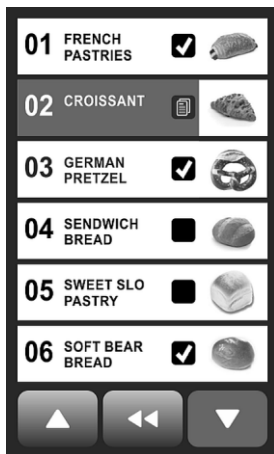 01 FRENCH
PASTRIES
02 CROISSANT
03 GERMAN
PRETZEL
04 SENDWICH
BREAD
05 SWEET SLO
PASTRY
06 SOFT BEAR
BREAD